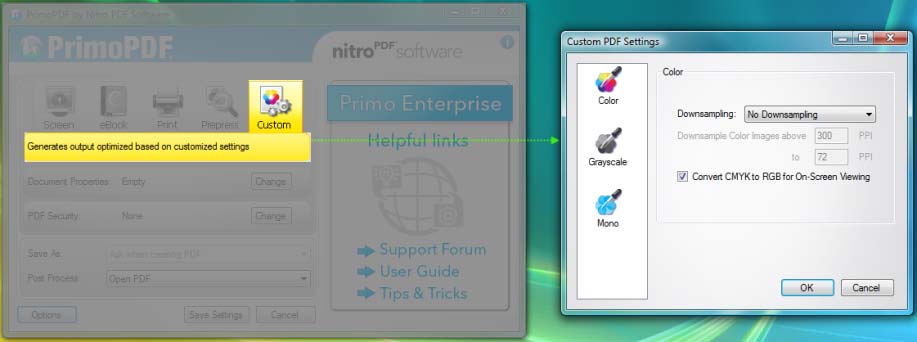 PrimoPDF by Nitro PDF Software
PrimoPDF
nitro PDF software
Screen eBook Print Prepress Custom
Generates output optimized based on customized settings
Document Properties: Empty Change
PDF Security: None Change
Save As: Ask when creating PDF
Post Process: Open PDF
Options Save Settings Cancel
Primo Enterprise
Helpful links
Support Forum
User Guide
Tips & Tricks
Custom PDF Settings
Color
Grayscale
Mono
Color
Downsampling: No Downsampling
Downsample Color Images above 300 PPI
to 72 PPI
Convert CMYK to RGB for On-Screen Viewing
OK Cancel